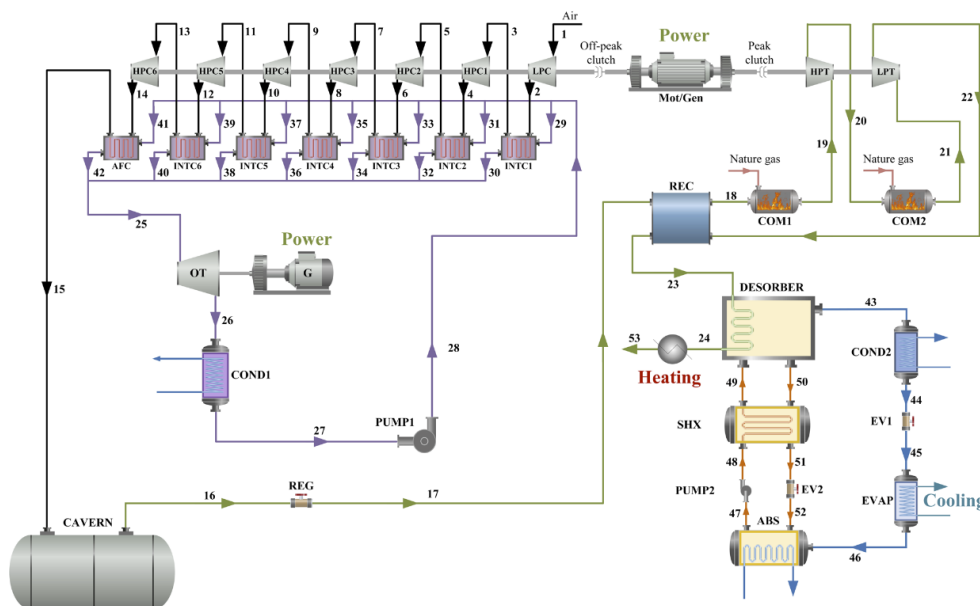 Air
13
11
9
7
5
3
1
Off-peak
clutch
Power
Peak
clutch
HPC6
HPC5
HPC4
HPC3
HPC2
HPC1
LPC
Mot/Gen
HPT
LPT
14
12
10
8
6
4
2
41
39
37
35
33
31
29
20
22
19
21
AFC
INTC6
INTC5
INTC4
INTC3
INTC2
INTC1
42
40
38
36
34
32
30
Nature gas
Nature gas
REC
18
COM1
COM2
25
Power
OT
G
15
23
DESORBER
43
26
28
53
24
Heating
COND1
COND2
49
50
44
PUMP1
SHX
EV1
27
48
51
45
REG
16
17
PUMP2
EV2
EVAP
Cooling
47
52
CAVERN
ABS
46